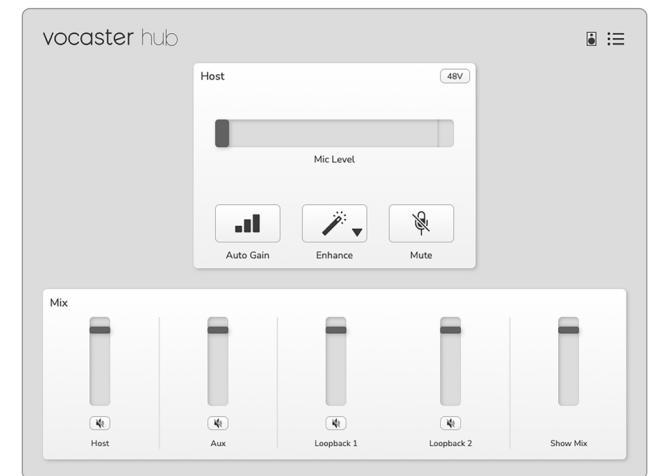 vocaster hub
Host
48V
Mic Level
Auto Gain
Enhance
Mute
Mix
Host
Aux
Loopback 1
Loopback 2
Show Mix